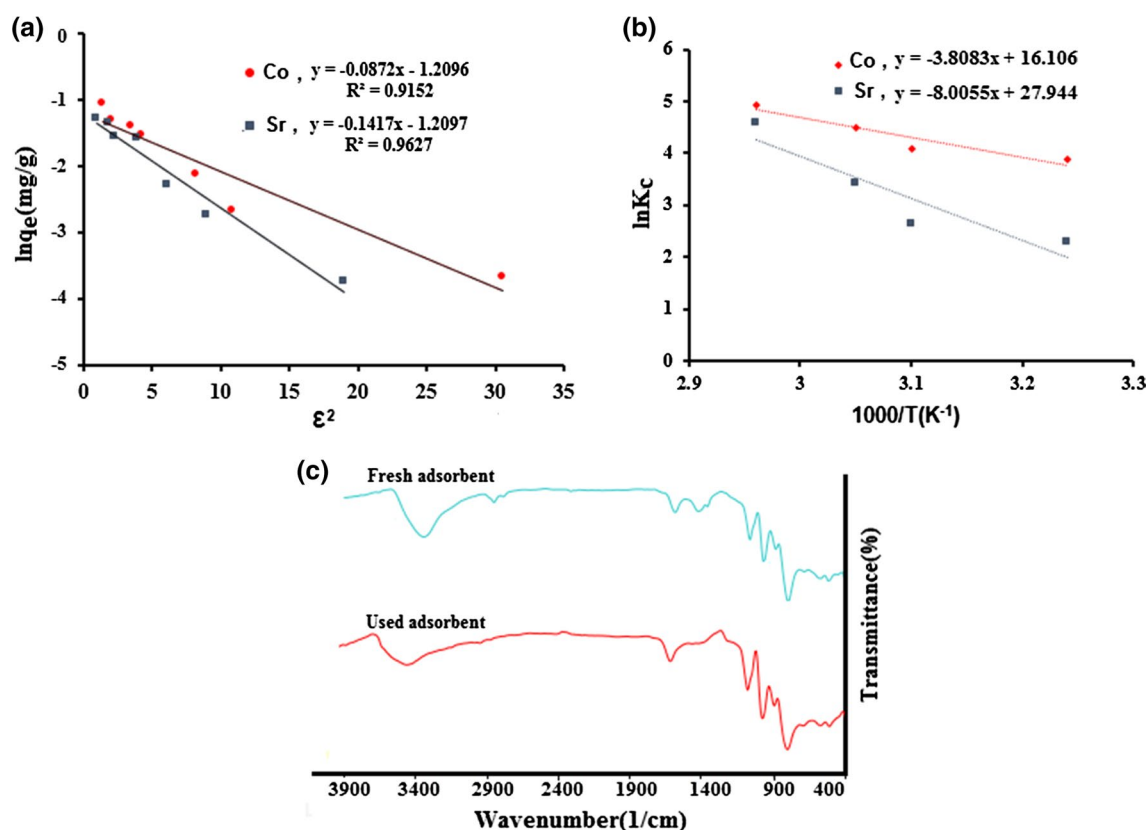 (a)
0
-1
-2
-3
-4
-5
lnqe(mg/g)
Co , y = -0.0872x - 1.2096
R² = 0.9152
Sr , y = -0.1417x - 1.2097
R² = 0.9627
0 5 10 15 20 25 30 35
ε²
(b)
6
5
4
3
2
1
0
lnKc
Co , y = -3.8083x + 16.106
Sr , y = -8.0055x + 27.944
2.9 3 3.1 3.2 3.3
1000/T(K⁻¹)
(c)
Fresh adsorbent
Used adsorbent
Transmittance(%)
3900 3400 2900 2400 1900 1400 900 400
Wavenumber(1/cm)